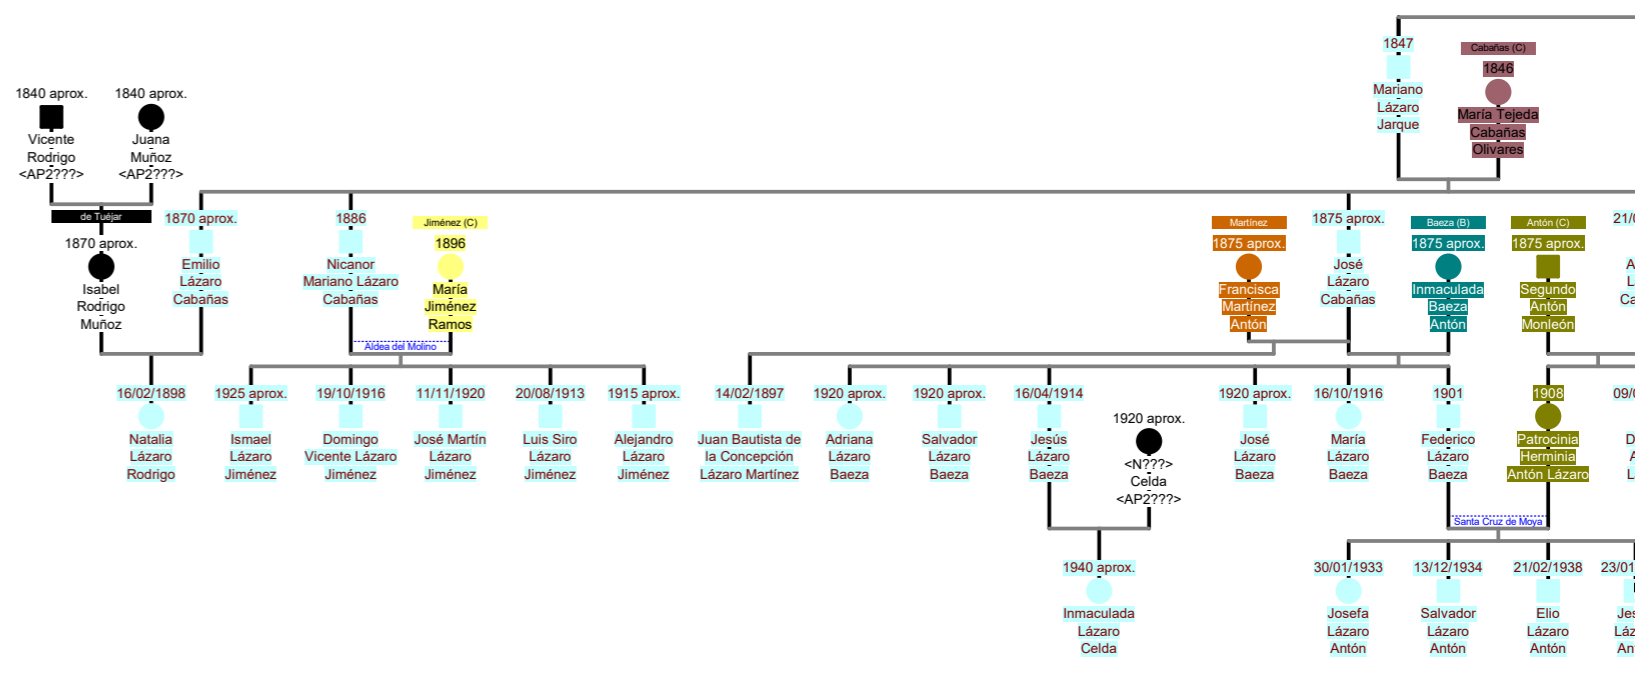 1847
Cabañas (C)
1846
Mariano
Lázaro
Jarque
María Tejeda
Cabañas
Olivares
1840 aprox.
1840 aprox.
Vicente
Rodrigo
<AP2???>
Juana
Muñoz
<AP2???>
de Tuéjar
1870 aprox.
Isabel
Rodrigo
Muñoz
1870 aprox.
Emilio
Lázaro
Cabañas
1886
Nicanor
Mariano Lázaro
Cabañas
Jiménez (C)
1896
María
Jiménez
Ramos
Aldea del Molino
Martínez
1875 aprox.
Francisca
Martínez
Antón
1875 aprox.
José
Lázaro
Cabañas
Baeza (B)
1875 aprox.
Inmaculada
Baeza
Antón
Antón (C)
1875 aprox.
Segundo
Antón
Monleón
16/02/1898
Natalia
Lázaro
Rodrigo
1925 aprox.
Ismael
Lázaro
Jiménez
19/10/1916
Domingo
Vicente Lázaro
Jiménez
11/11/1920
José Martín
Lázaro
Jiménez
20/08/1913
Luis Siro
Lázaro
Jiménez
1915 aprox.
Alejandro
Lázaro
Jiménez
14/02/1897
Juan Bautista de
la Concepción
Lázaro Martínez
1920 aprox.
Adriana
Lázaro
Baeza
1920 aprox.
Salvador
Lázaro
Baeza
16/04/1914
Jesús
Lázaro
Baeza
1920 aprox.
<N???>
Celda
<AP2???>
1920 aprox.
José
Lázaro
Baeza
16/10/1916
María
Lázaro
Baeza
1901
Federico
Lázaro
Baeza
1908
Patrocinia
Herminia
Antón Lázaro
Santa Cruz de Moya
1940 aprox.
Inmaculada
Lázaro
Celda
30/01/1933
Josefa
Lázaro
Antón
13/12/1934
Salvador
Lázaro
Antón
21/02/1938
Elio
Lázaro
Antón